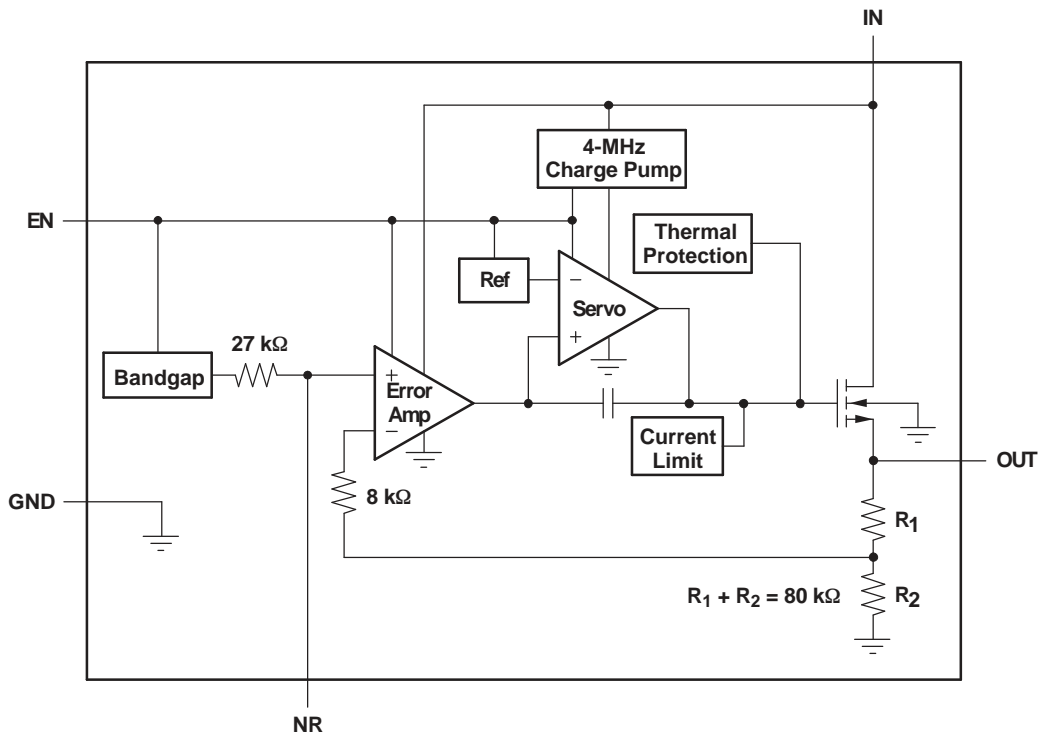 IN
4-MHz
Charge Pump
EN
Thermal
Protection
Ref
−
Servo
+
27 kΩ
Bandgap
+
Error
Amp
−
Current
Limit
OUT
8 kΩ
GND
R1
R1 + R2 = 80 kΩ
R2
NR